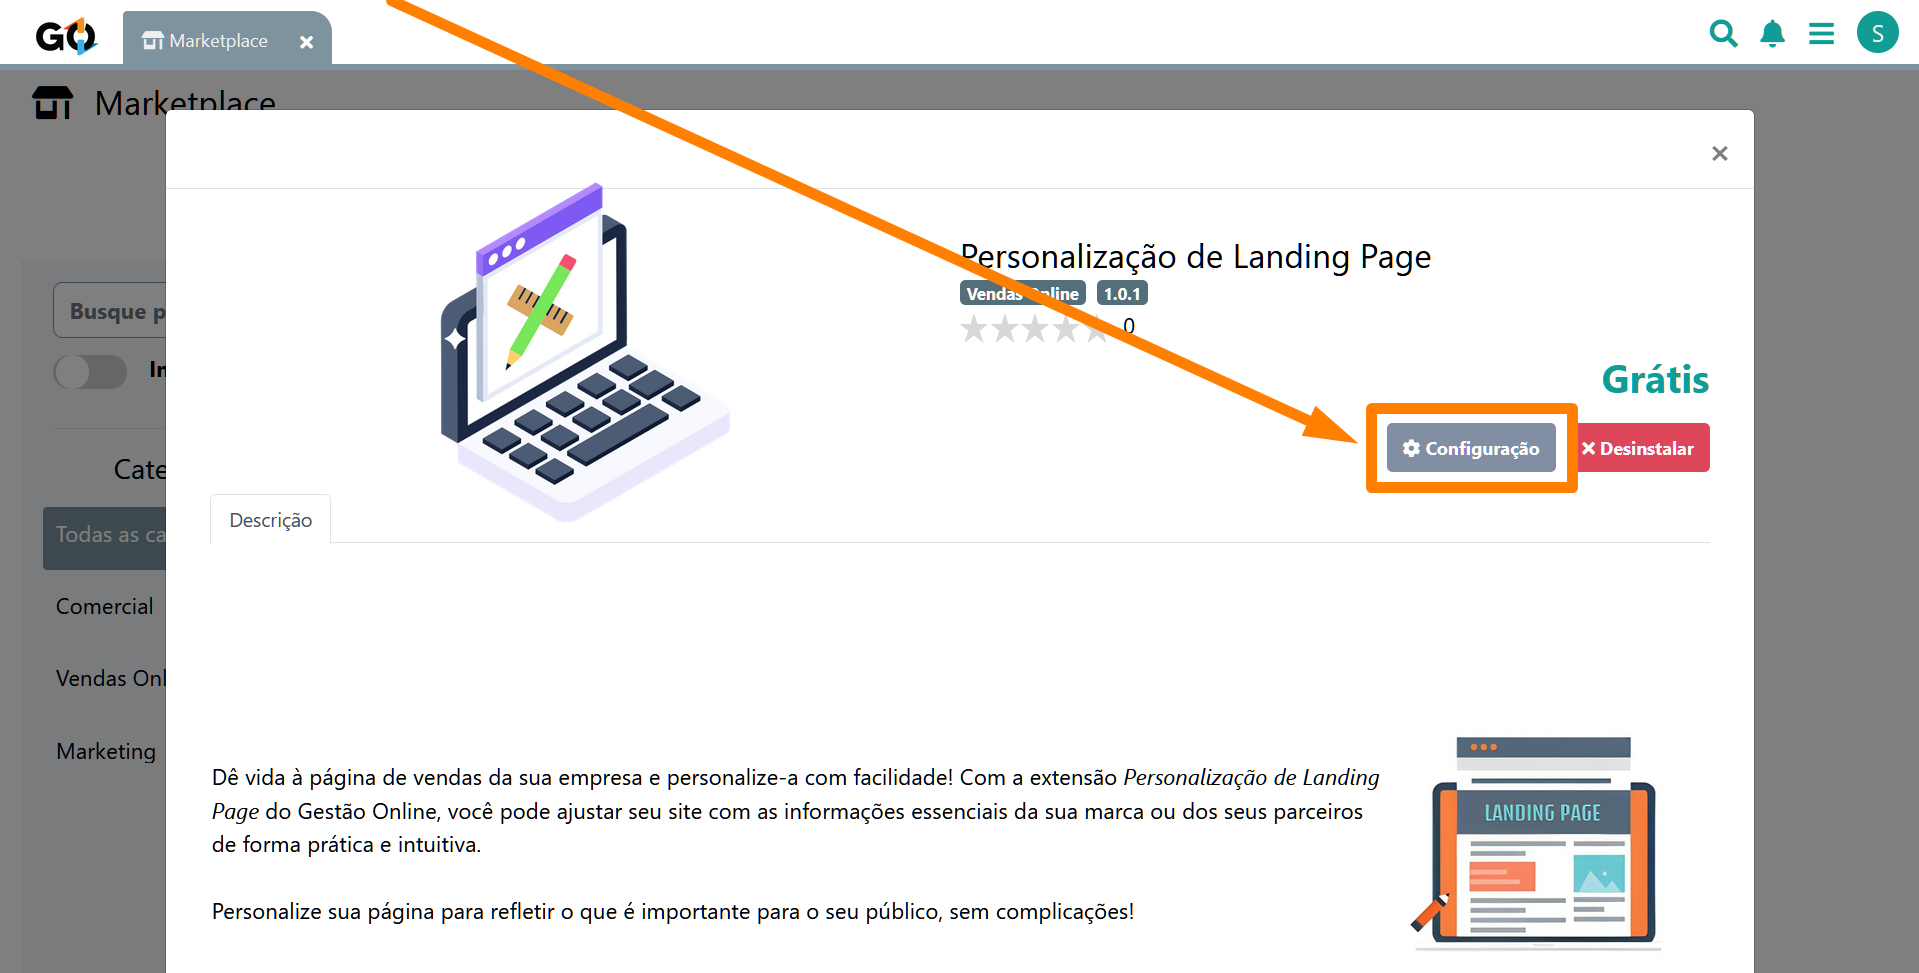 GO
Marketplace
S
Marketplace
Personalização de Landing Page
Vendas Online 1.0.1
0
Busque p
In
Grátis
Configuração
Desinstalar
Cate
Descrição
Todas as ca
Comercial
Vendas Onl
Marketing
Dê vida à página de vendas da sua empresa e personalize-a com facilidade! Com a extensão Personalização de Landing
Page do Gestão Online, você pode ajustar seu site com as informações essenciais da sua marca ou dos seus parceiros
de forma prática e intuitiva.
LANDING PAGE
Personalize sua página para refletir o que é importante para o seu público, sem complicações!